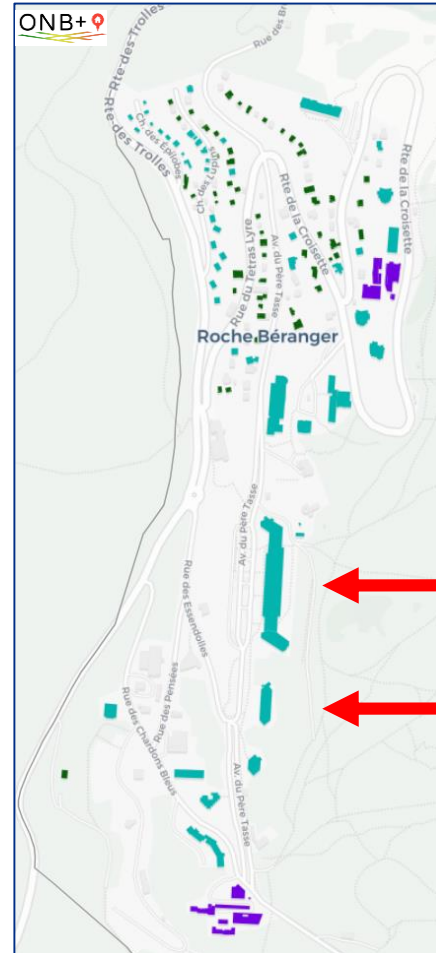 ONB+
Rue des Br
Rte des Trolles
Rte des Trolles
Ch. des Épilobes
Ch. des Lupins
Rte de la Croisette
Rte de la Croisette
Rue du Tétras Lyre
Av. du Père Tasse
Roche Béranger
Av. du Père Tasse
Rue des Essendolles
Rue des Pensées
Rue des Chardons Bleus
Av. du Père Tasse